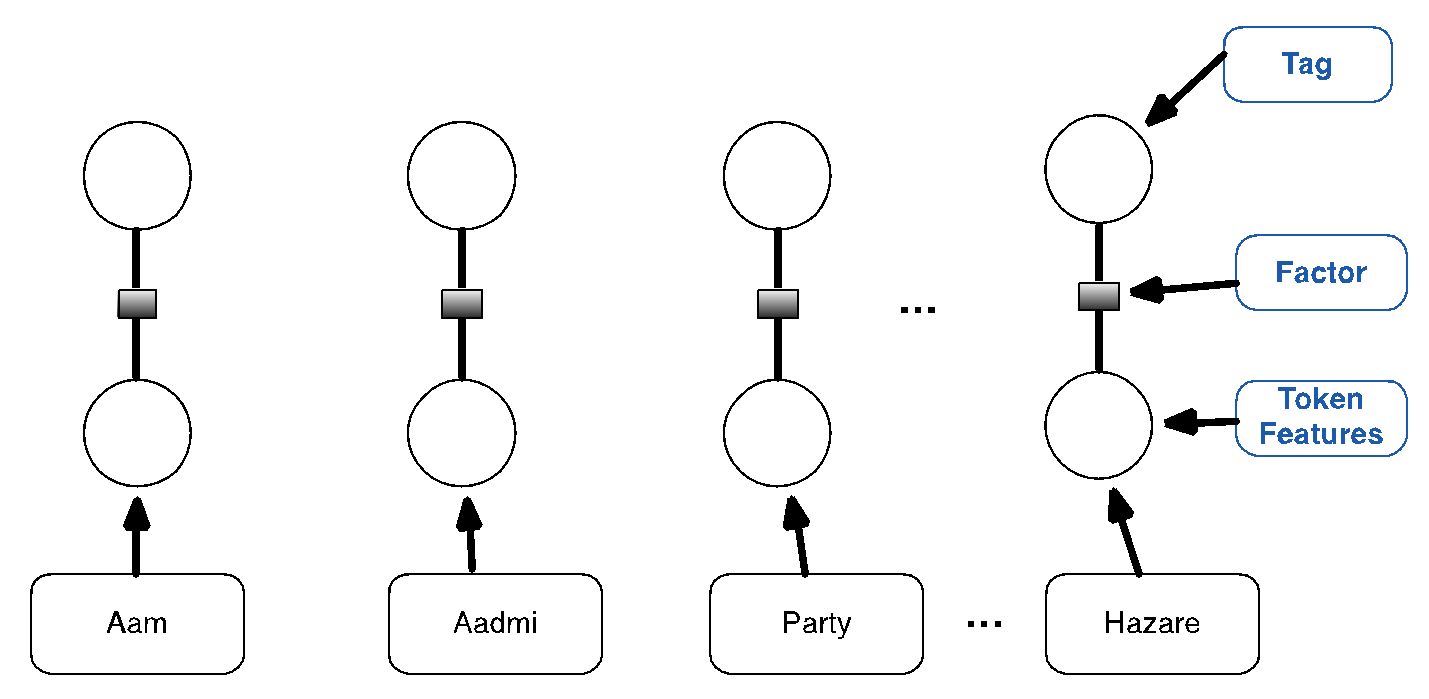 Tag
Factor
...
Token
Features
Aam
Aadmi
Party
...
Hazare